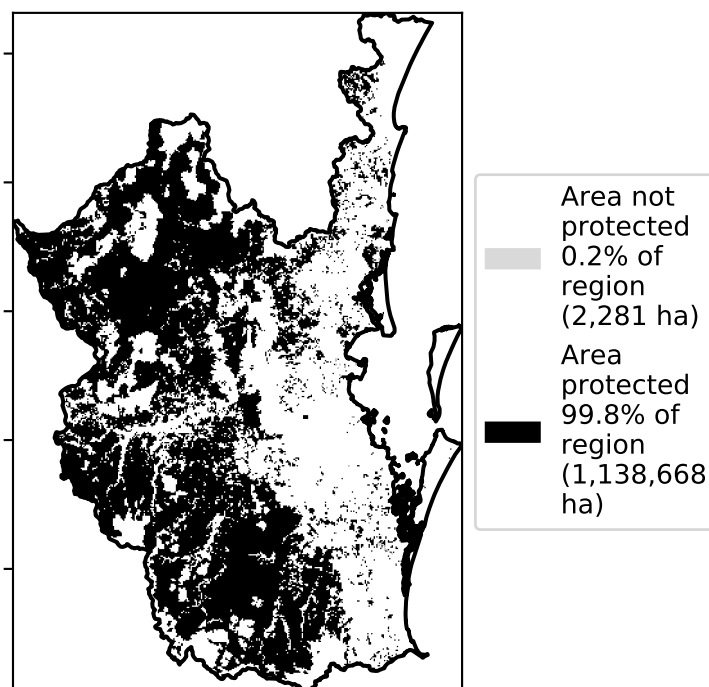 Area not
protected
0.2% of
region
(2,281 ha)
Area
protected
99.8% of
region
(1,138,668
ha)